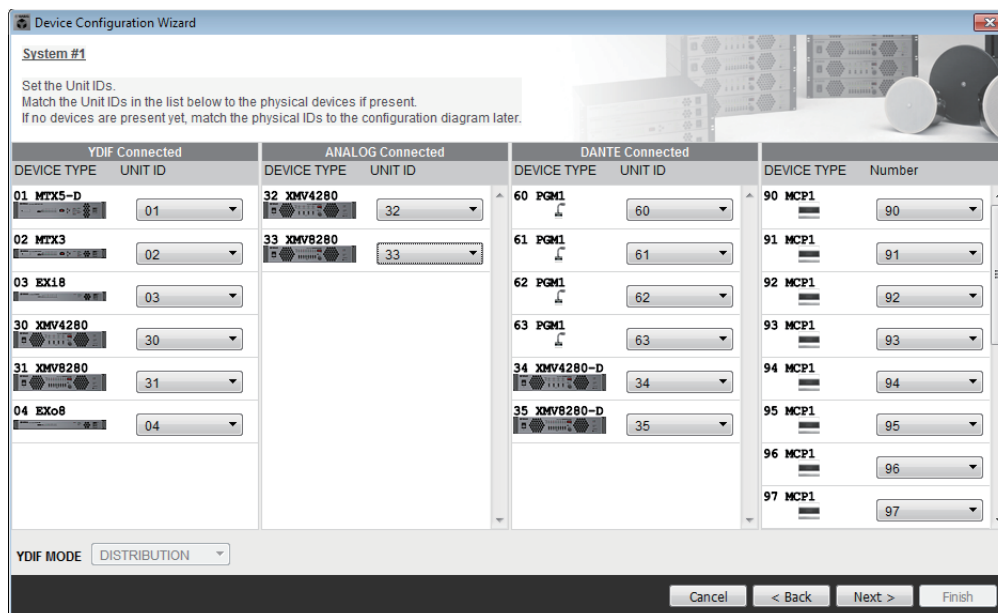 Device Configuration Wizard
System #1
Set the Unit IDs.
Match the Unit IDs in the list below to the physical devices if present.
If no devices are present yet, match the physical IDs to the configuration diagram later.
YDIF Connected
DEVICE TYPE UNIT ID
01 MTX5-D
01
02 MTX3
02
03 EXi8
03
30 XMV4280
30
31 XMV8280
31
04 EXo8
04
ANALOG Connected
DEVICE TYPE UNIT ID
32 XMV4280
32
33 XMV8280
33
DANTE Connected
DEVICE TYPE UNIT ID
60 PGM1
60
61 PGM1
61
62 PGM1
62
63 PGM1
63
34 XMV4280-D
34
35 XMV8280-D
35
DEVICE TYPE Number
90 MCP1
90
91 MCP1
91
92 MCP1
92
93 MCP1
93
94 MCP1
94
95 MCP1
95
96 MCP1
96
97 MCP1
97
YDIF MODE DISTRIBUTION
Cancel < Back Next > Finish